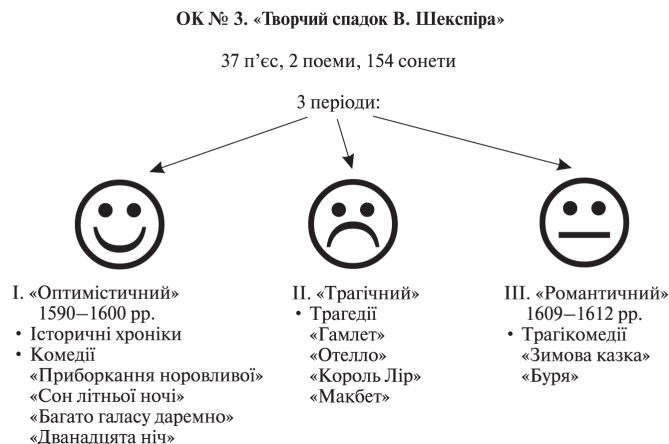 ОК № 3. «Творчий спадок В. Шекспіра»
37 п’єс, 2 поеми, 154 сонети
3 періоди:
І. «Оптимістичний»
1590—1600 рр.
• Історичні хроніки
• Комедії
«Приборкання норовливої»
«Сон літньої ночі»
«Багато галасу даремно»
«Дванадцята ніч»
ІІ. «Трагічний»
• Трагедії
«Гамлет»
«Отелло»
«Король Лір»
«Макбет»
ІІІ. «Романтичний»
1609—1612 рр.
• Трагікомедії
«Зимова казка»
«Буря»